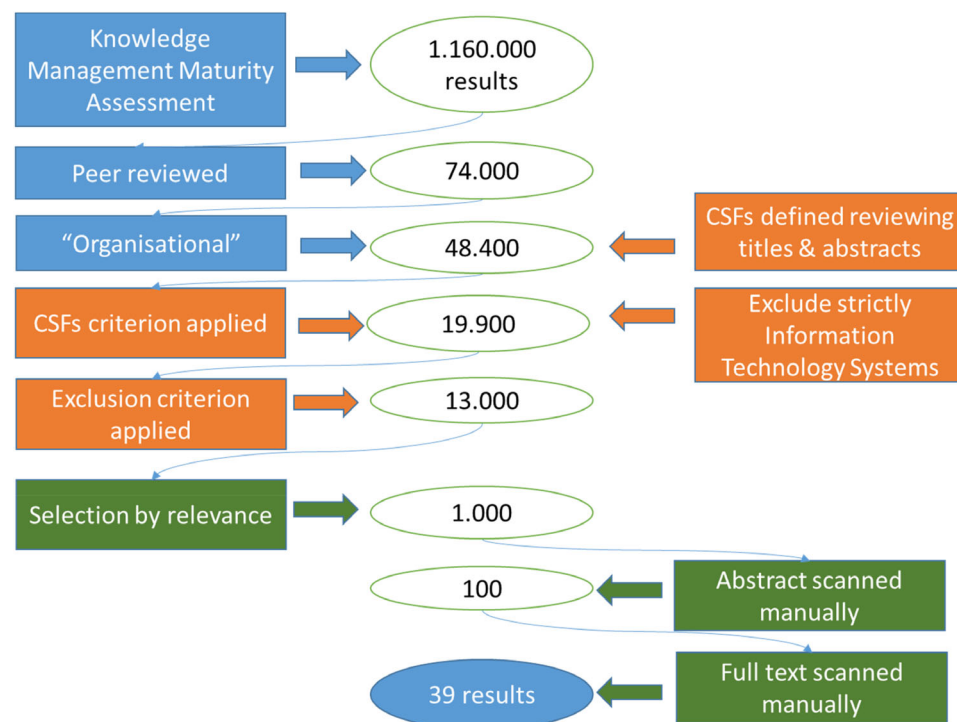 Knowledge
Management Maturity
Assessment
1.160.000
results
Peer reviewed
74.000
“Organisational”
48.400
CSFs defined reviewing
titles & abstracts
CSFs criterion applied
19.900
Exclude strictly
Information
Technology Systems
Exclusion criterion
applied
13.000
Selection by relevance
1.000
100
Abstract scanned
manually
39 results
Full text scanned
manually